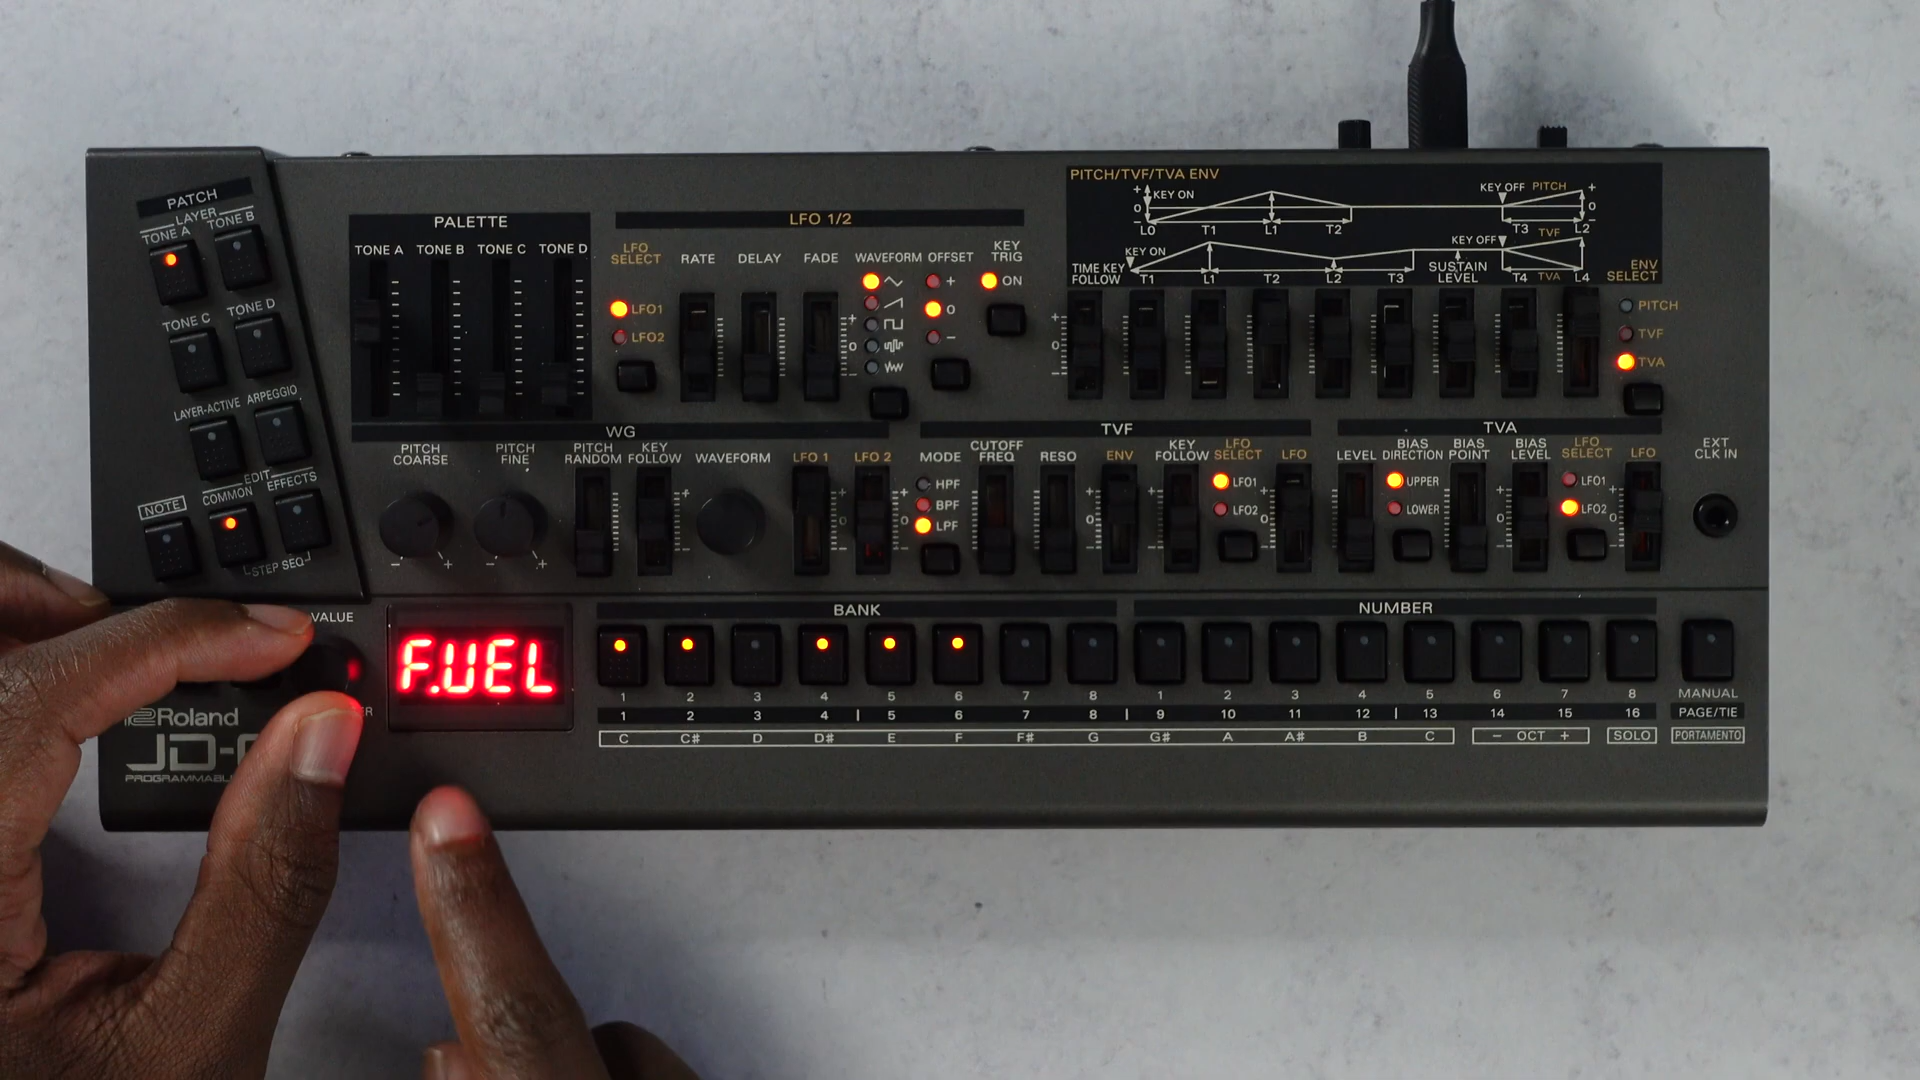 PATCH
LAYER
TONE A TONE B
TONE C TONE D
LAYER-ACTIVE ARPEGGIO
EDIT
NOTE COMMON EFFECTS
STEP SEQ
PALETTE
TONE A TONE B TONE C TONE D
LFO 1/2
LFO SELECT RATE DELAY FADE WAVEFORM OFFSET KEY TRIG
LFO1
LFO2
+
0
-
ON
PITCH/TVF/TVA ENV
KEY ON KEY OFF PITCH
L0 T1 L1 T2 T3 L2
KEY ON KEY OFF TVF
TIME KEY FOLLOW T1 L1 T2 L2 T3 SUSTAIN LEVEL T4 TVA L4
ENV SELECT
PITCH
TVF
TVA
WG
PITCH COARSE PITCH FINE PITCH RANDOM KEY FOLLOW WAVEFORM LFO 1 LFO 2
TVF
MODE CUTOFF FREQ RESO ENV KEY FOLLOW LFO SELECT LFO
HPF
BPF
LPF
LFO1
LFO2
TVA
LEVEL BIAS DIRECTION BIAS POINT BIAS LEVEL LFO SELECT LFO
UPPER
LOWER
LFO1
LFO2
EXT CLK IN
VALUE
F.UEL
BANK NUMBER
1 2 3 4 5 6 7 8 1 2 3 4 5 6 7 8 MANUAL
1 2 3 4 5 6 7 8 9 10 11 12 13 14 15 16 PAGE/TIE
C C# D D# E F F# G G# A A# B C - OCT + SOLO PORTAMENTO
Roland